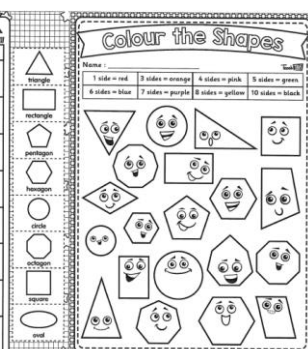 Colour the Shapes
Name :
1 side = red
3 sides = orange
4 sides = pink
5 sides = green
6 sides = blue
7 sides = purple
8 sides = yellow
10 sides = black
triangle
rectangle
pentagon
hexagon
circle
octagon
square
oval